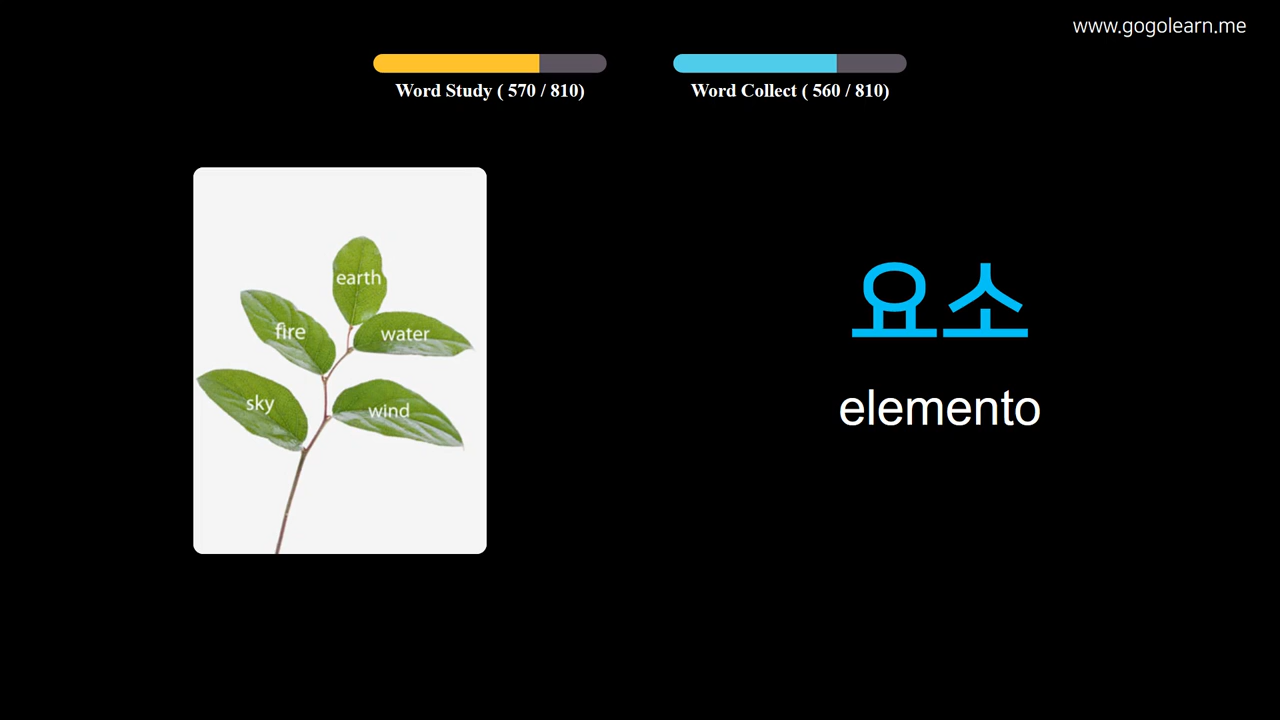 www.gogolearn.me
Word Study ( 570 / 810)
Word Collect ( 560 / 810)
earth
fire
water
sky
wind
요소
elemento